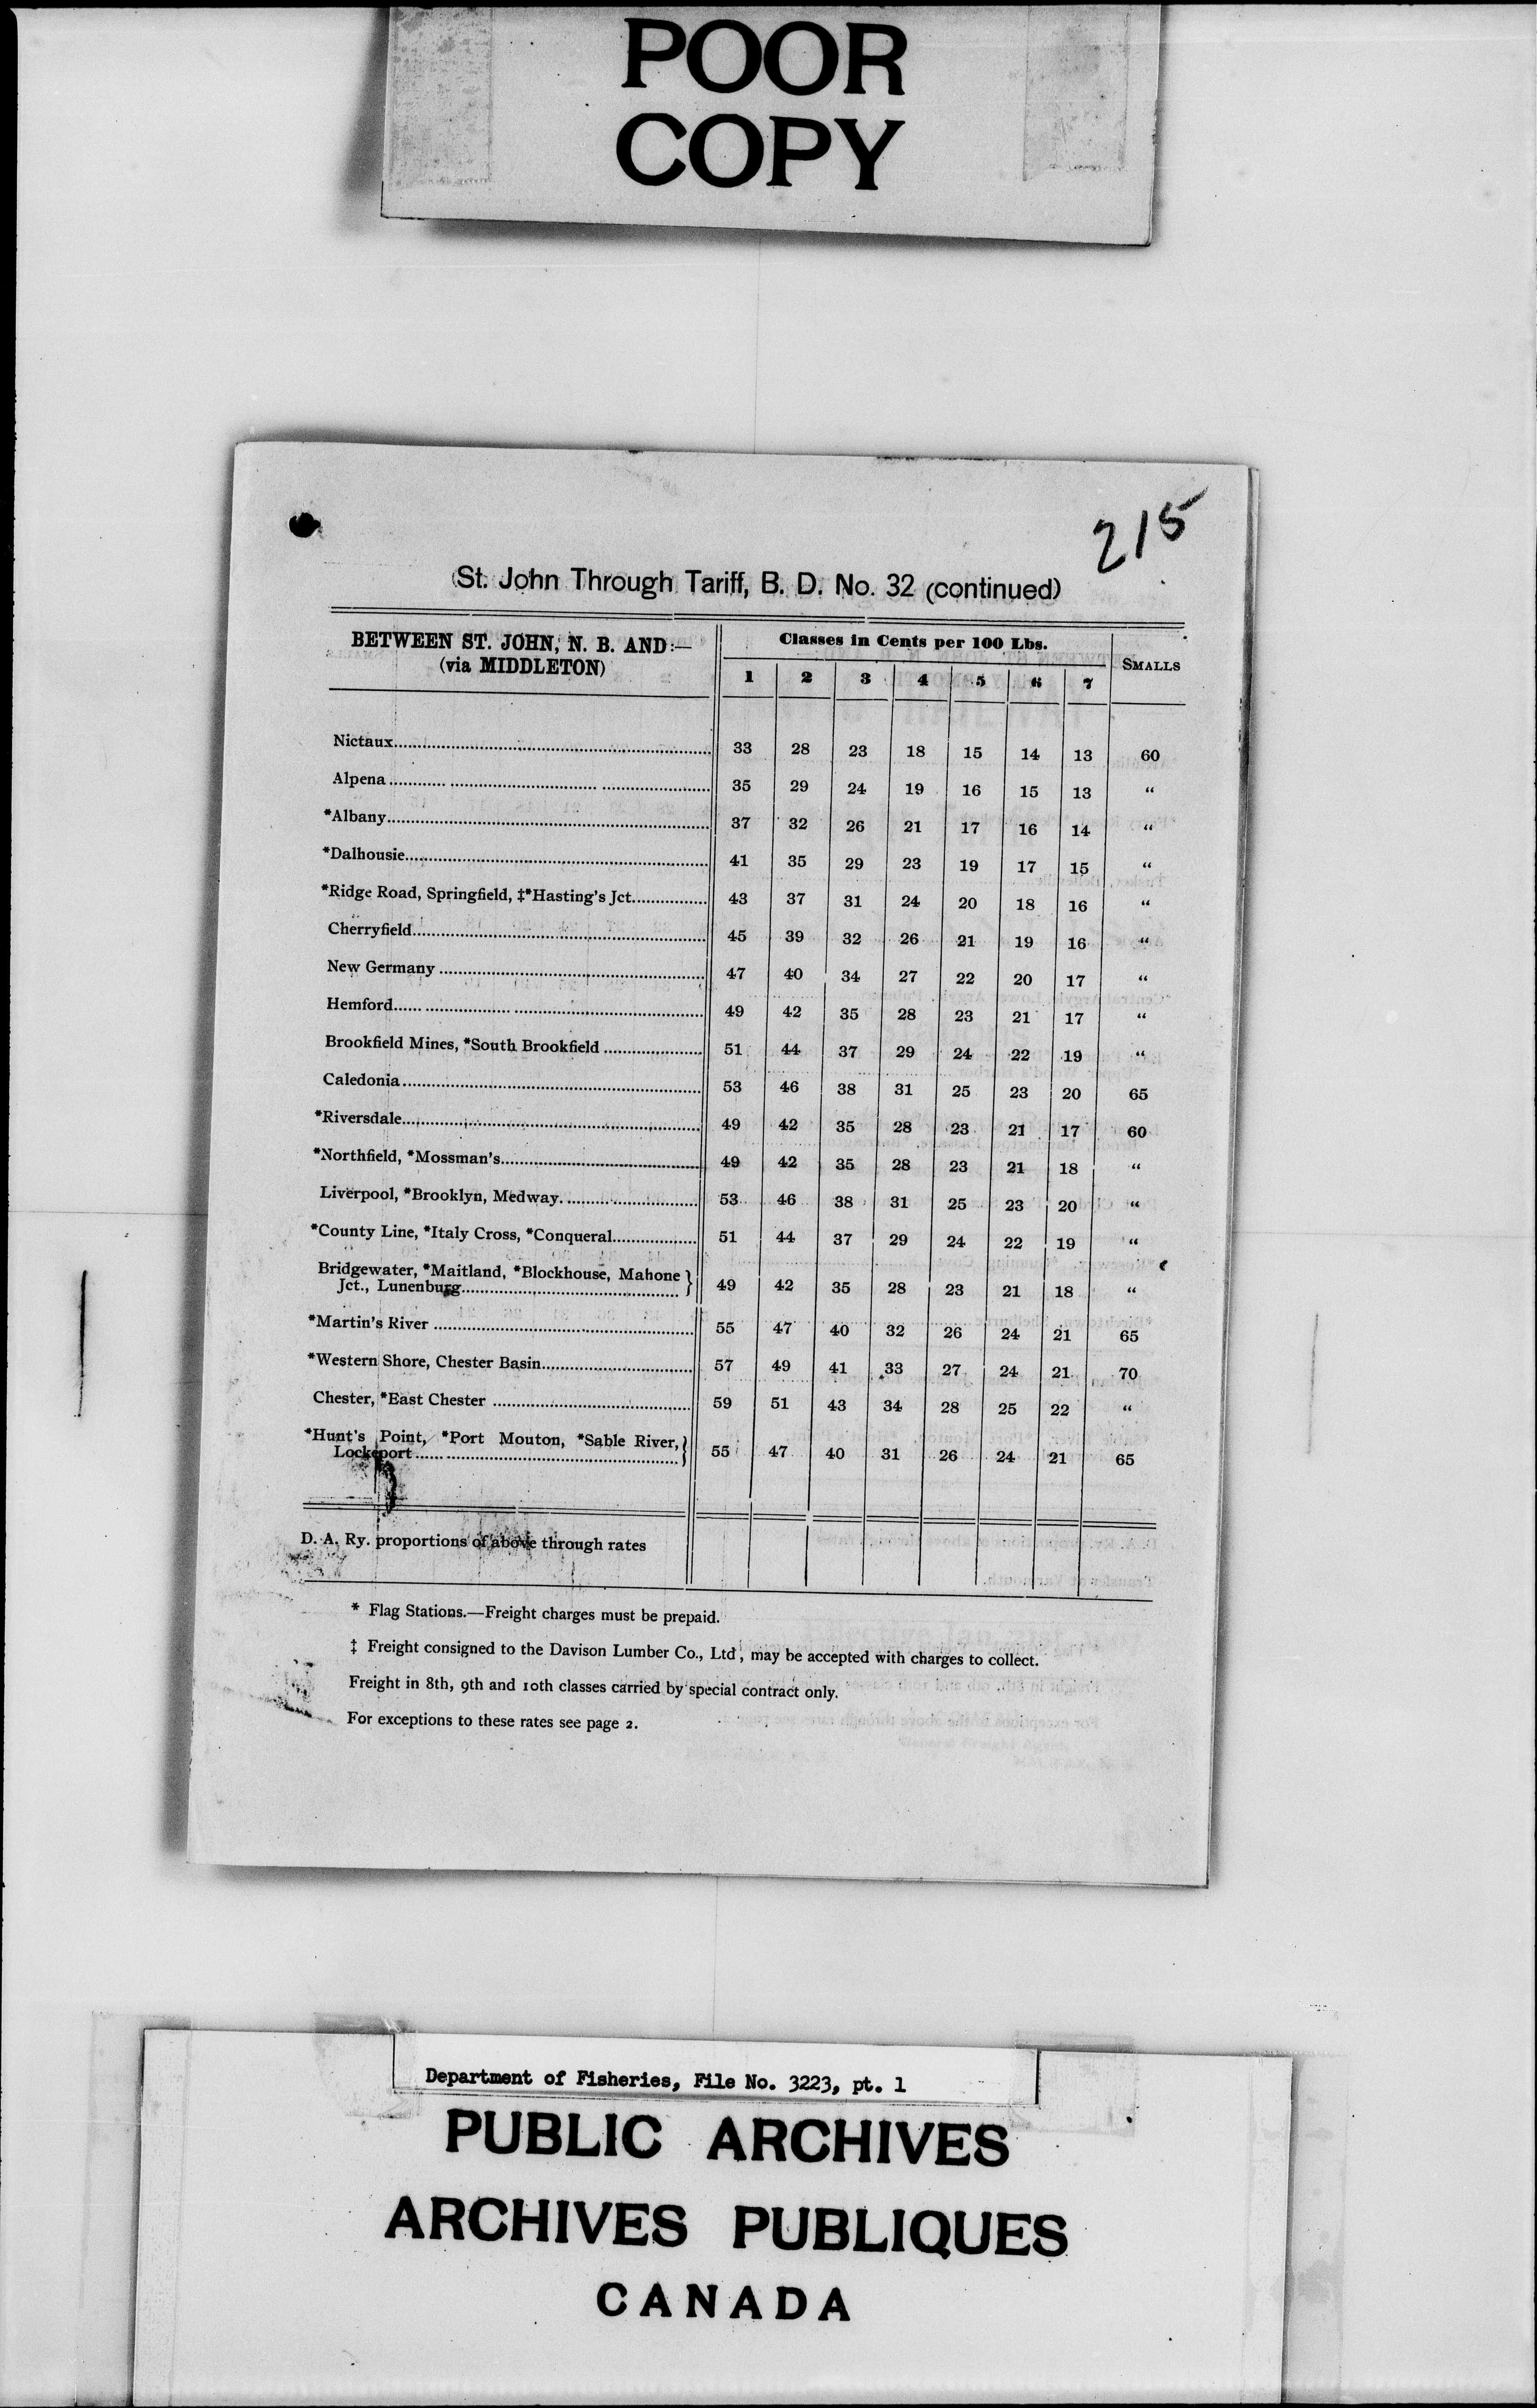 POOR
COPY
215
St. John Through Tariff, B. D. No. 32 (continued)
BETWEEN ST. JOHN, N. B. AND:— Classes in Cents per 100 Lbs. SMALLS
(via MIDDLETON) 1 2 3 4 5 6 7
Nictaux 33 28 23 18 15 14 13 60
Alpena 35 29 24 19 16 15 13 “
*Albany 37 32 26 21 17 16 14 “
*Dalhousie 41 35 29 23 19 17 15 “
*Ridge Road, Springfield, ‡*Hasting's Jct. 43 37 31 24 20 18 16 “
Cherryfield 45 39 32 26 21 19 16 “
New Germany 47 40 34 27 22 20 17 “
Hemford 49 42 35 28 23 21 17 “
Brookfield Mines, *South Brookfield 51 44 37 29 24 22 19 “
Caledonia 53 46 38 31 25 23 20 65
*Riversdale 49 42 35 28 23 21 17 60
*Northfield, *Mossman's 49 42 35 28 23 21 18 “
Liverpool, *Brooklyn, Medway 53 46 38 31 25 23 20 “
*County Line, *Italy Cross, *Conqueral 51 44 37 29 24 22 19 “
Bridgewater, *Maitland, *Blockhouse, Mahone
Jct., Lunenburg } 49 42 35 28 23 21 18 “
*Martin's River 55 47 40 32 26 24 21 65
*Western Shore, Chester Basin 57 49 41 33 27 24 21 70
Chester, *East Chester 59 51 43 34 28 25 22 “
*Hunt's Point, *Port Mouton, *Sable River,
Lockeport } 55 47 40 31 26 24 21 65
D. A. Ry. proportions of above through rates
* Flag Stations.—Freight charges must be prepaid.
‡ Freight consigned to the Davison Lumber Co., Ltd, may be accepted with charges to collect.
Freight in 8th, 9th and 10th classes carried by special contract only.
For exceptions to these rates see page 2.
Department of Fisheries, File No. 3223, pt. 1
PUBLIC ARCHIVES
ARCHIVES PUBLIQUES
CANADA